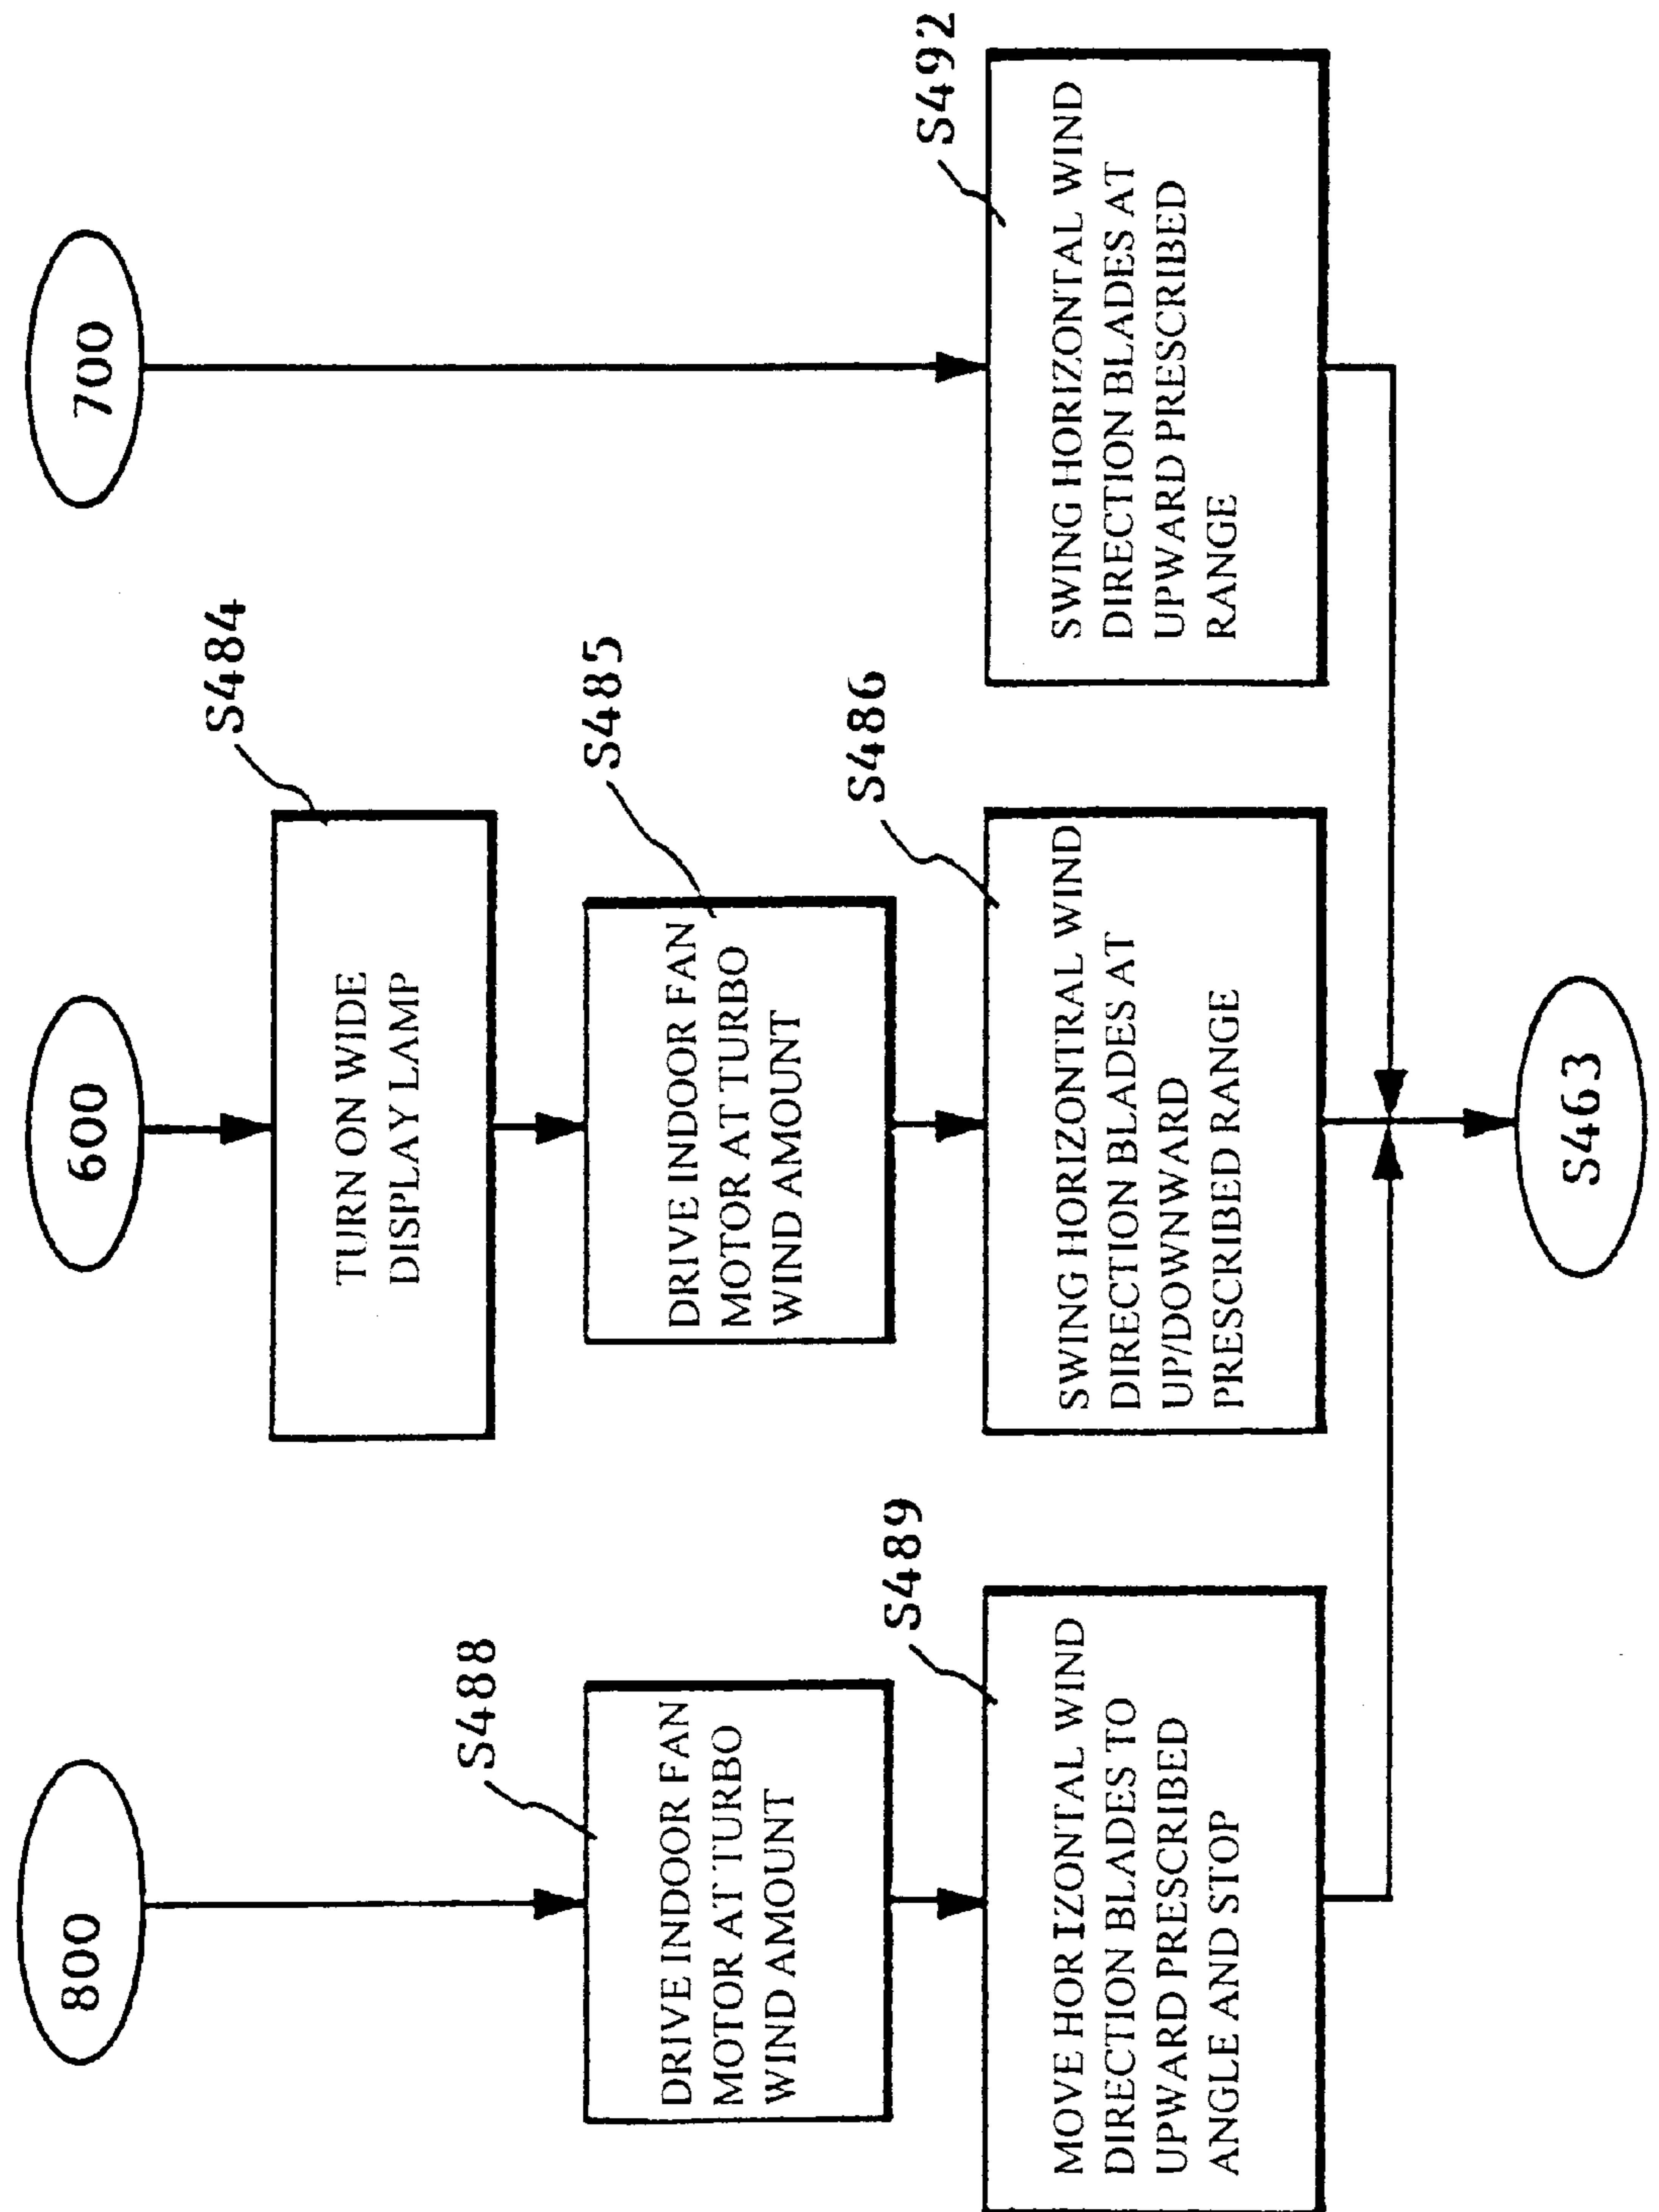 800
S488
DRIVE INDOOR FAN
MOTOR AT TURBO
WIND AMOUNT
S489
MOVE HORIZONTAL WIND
DIRECTION BLADES TO
UPWARD PRESCRIBED
ANGLE AND STOP
600
S484
TURN ON WIDE
DISPLAY LAMP
S485
DRIVE INDOOR FAN
MOTOR AT TURBO
WIND AMOUNT
S486
SWING HORIZONTRAL WIND
DIRECTION BLADES AT
UP/DOWNWARD
PRESCRIBED RANGE
700
S492
SWING HORIZONTAL WIND
DIRECTION BLADES AT
UPWARD PRESCRIBED
RANGE
S463